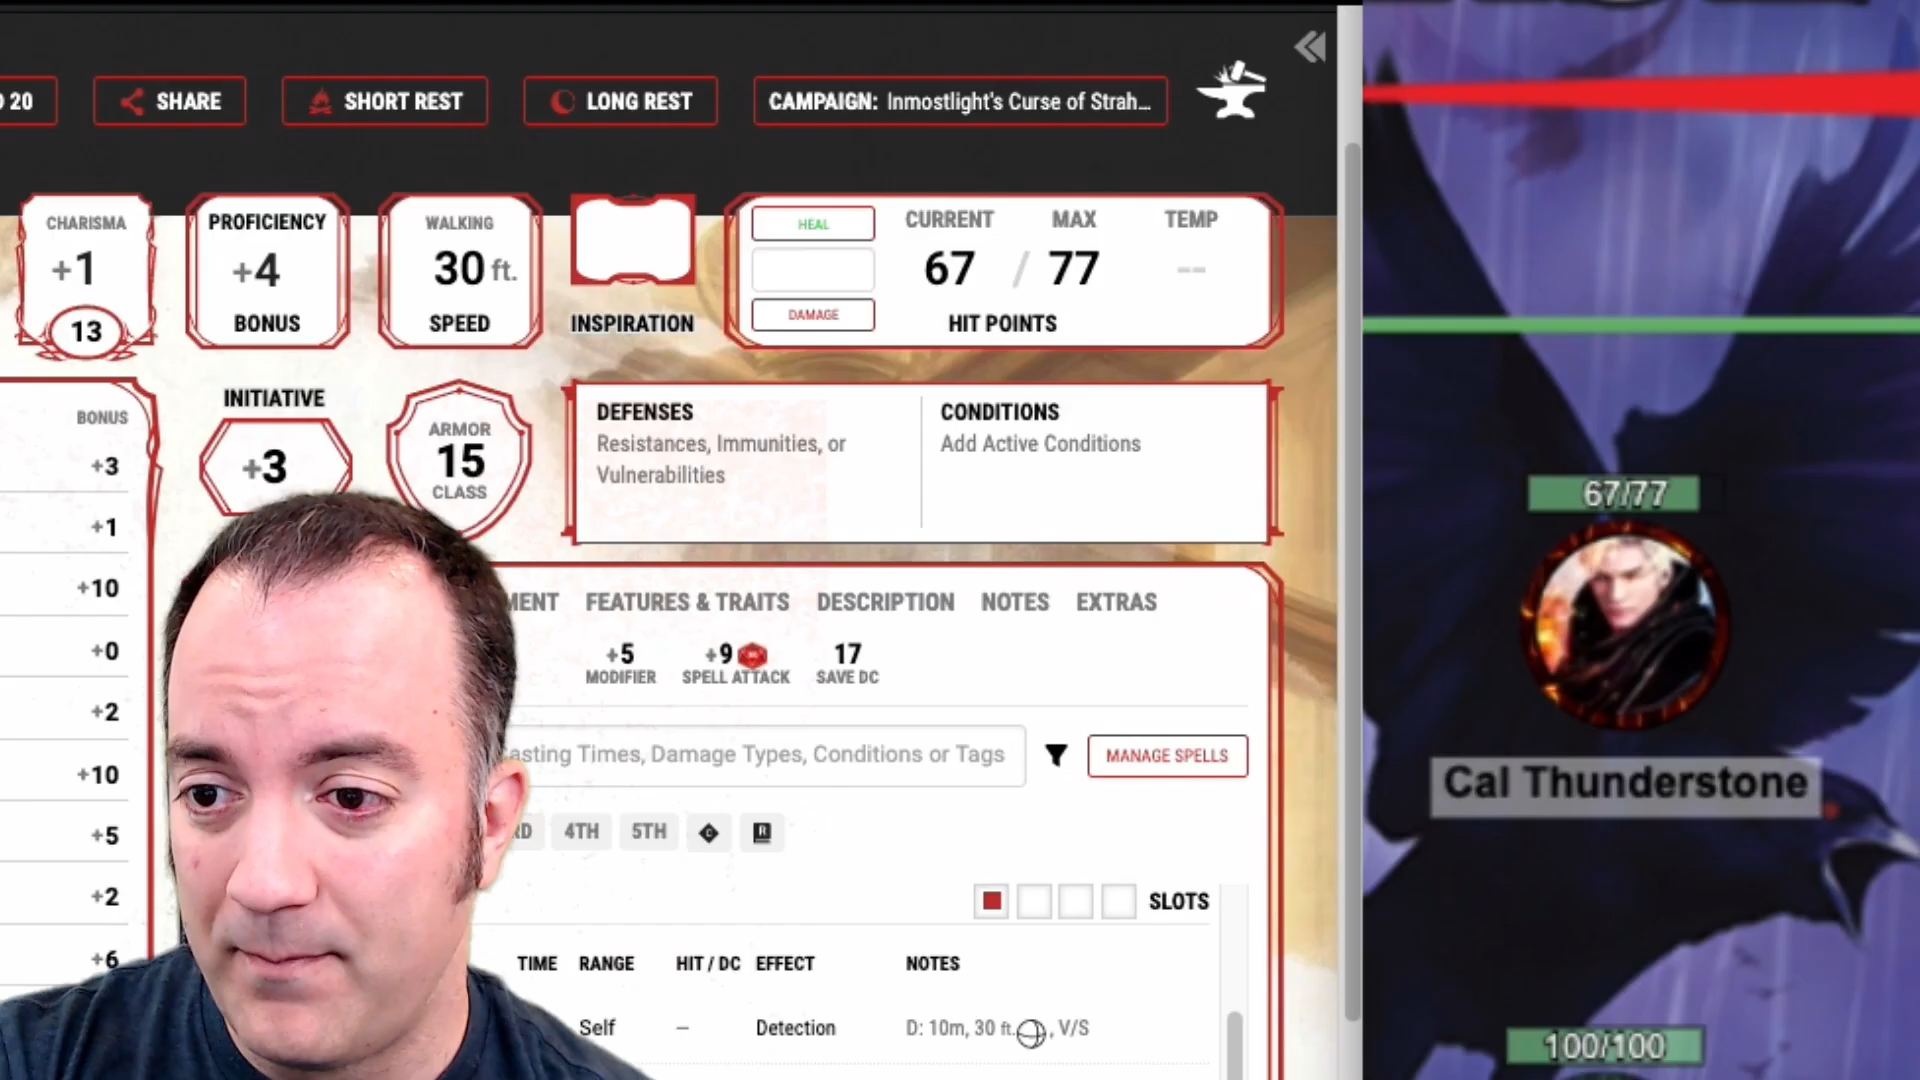 D 20
SHARE
SHORT REST
LONG REST
CAMPAIGN: Inmostlight's Curse of Strah...
CHARISMA
+1
13
PROFICIENCY
+4
BONUS
WALKING
30 ft.
SPEED
INSPIRATION
HEAL
DAMAGE
CURRENT
MAX
TEMP
67 / 77
--
HIT POINTS
INITIATIVE
+3
ARMOR
15
CLASS
DEFENSES
Resistances, Immunities, or
Vulnerabilities
CONDITIONS
Add Active Conditions
BONUS
+3
+1
+10
+0
+2
+10
+5
+2
+6
MENT
FEATURES & TRAITS
DESCRIPTION
NOTES
EXTRAS
+5
MODIFIER
+9
SPELL ATTACK
17
SAVE DC
asting Times, Damage Types, Conditions or Tags
MANAGE SPELLS
RD
4TH
5TH
C
R
SLOTS
TIME
RANGE
HIT / DC
EFFECT
NOTES
Self
--
Detection
D: 10m, 30 ft. , V/S
67/77
Cal Thunderstone
100/100